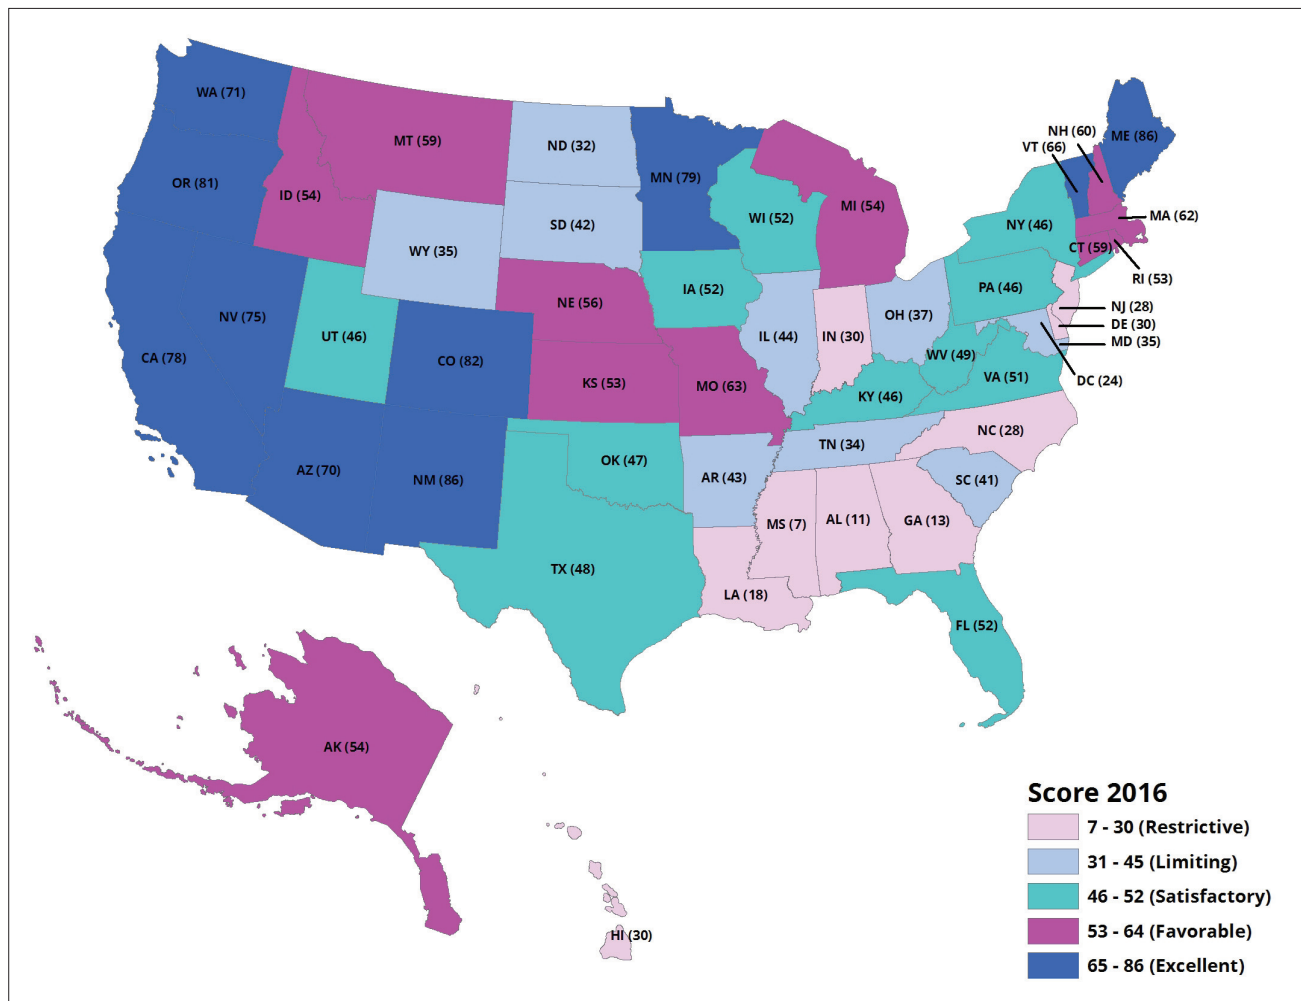 WA (71)
NH (60)
ME (86)
MT (59)
ND (32)
VT (66)
MN (79)
OR (81)
ID (54)
MI (54)
WI (52)
MA (62)
SD (42)
NY (46)
CT (59)
WY (35)
RI (53)
IA (52)
PA (46)
NE (56)
NJ (28)
NV (75)
OH (37)
DE (30)
UT (46)
IL (44)
IN (30)
MD (35)
CA (78)
WV (49)
CO (82)
VA (51)
DC (24)
KS (53)
MO (63)
KY (46)
NC (28)
TN (34)
OK (47)
AZ (70)
NM (86)
AR (43)
SC (41)
MS (7)
AL (11)
GA (13)
TX (48)
LA (18)
FL (52)
AK (54)
HI (30)
Score 2016
7 - 30 (Restrictive)
31 - 45 (Limiting)
46 - 52 (Satisfactory)
53 - 64 (Favorable)
65 - 86 (Excellent)